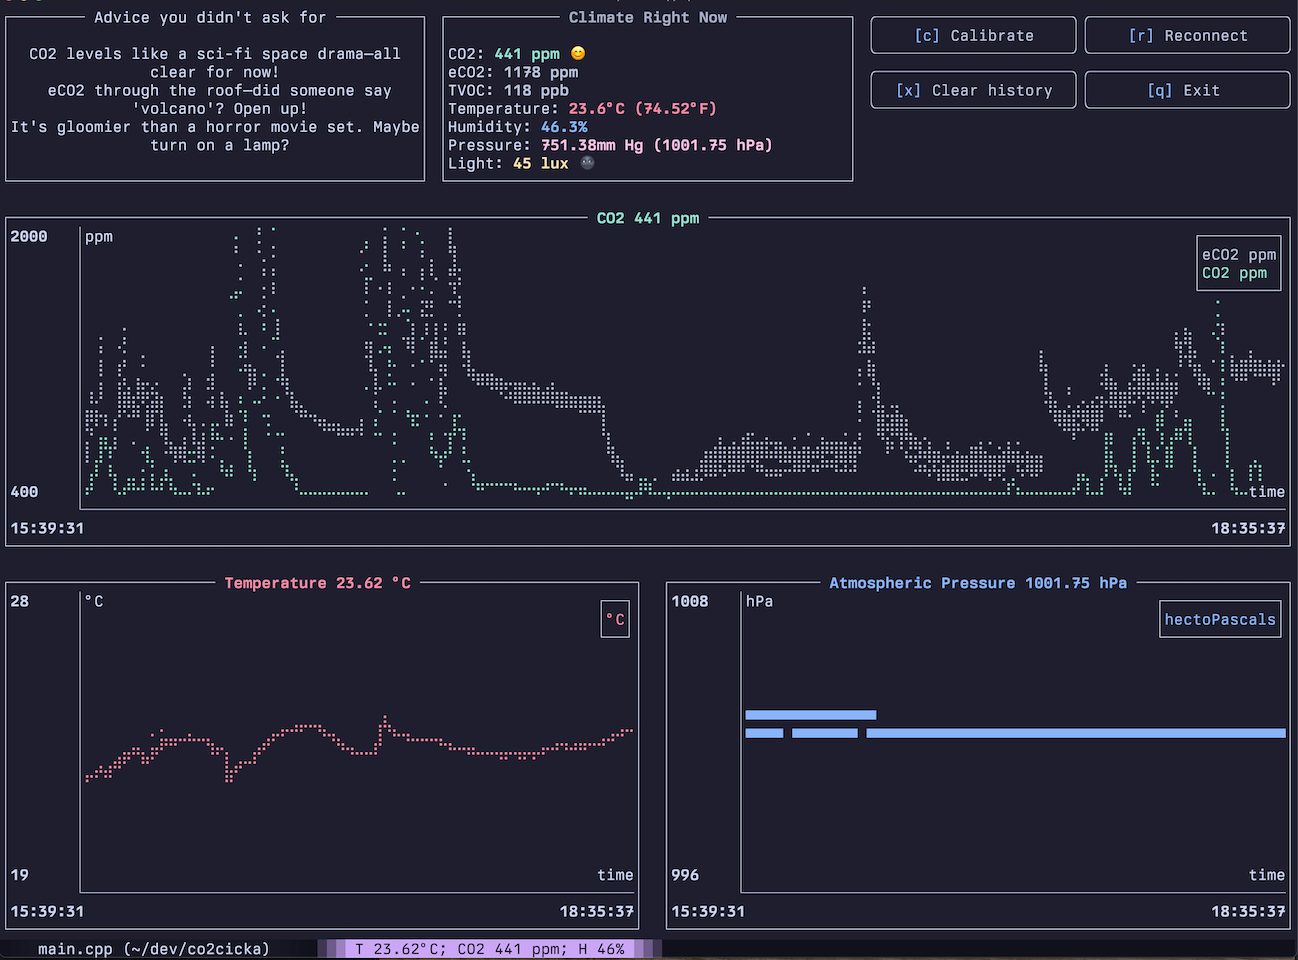 Advice you didn't ask for
CO2 levels like a sci-fi space drama—all
clear for now!
eCO2 through the roof—did someone say
'volcano'? Open up!
It's gloomier than a horror movie set. Maybe
turn on a lamp?
Climate Right Now
CO2: 441 ppm 😊
eCO2: 1178 ppm
TVOC: 118 ppb
Temperature: 23.6°C (74.52°F)
Humidity: 46.3%
Pressure: 751.38mm Hg (1001.75 hPa)
Light: 45 lux 🌚
[c] Calibrate
[r] Reconnect
[x] Clear history
[q] Exit
CO2 441 ppm
2000
ppm
eCO2 ppm
CO2 ppm
400
time
15:39:31
18:35:37
Temperature 23.62 °C
28
°C
°C
19
time
15:39:31
18:35:37
Atmospheric Pressure 1001.75 hPa
1008
hPa
hectoPascals
996
time
15:39:31
18:35:37
main.cpp (~/dev/co2cicka)
T 23.62°C; CO2 441 ppm; H 46%